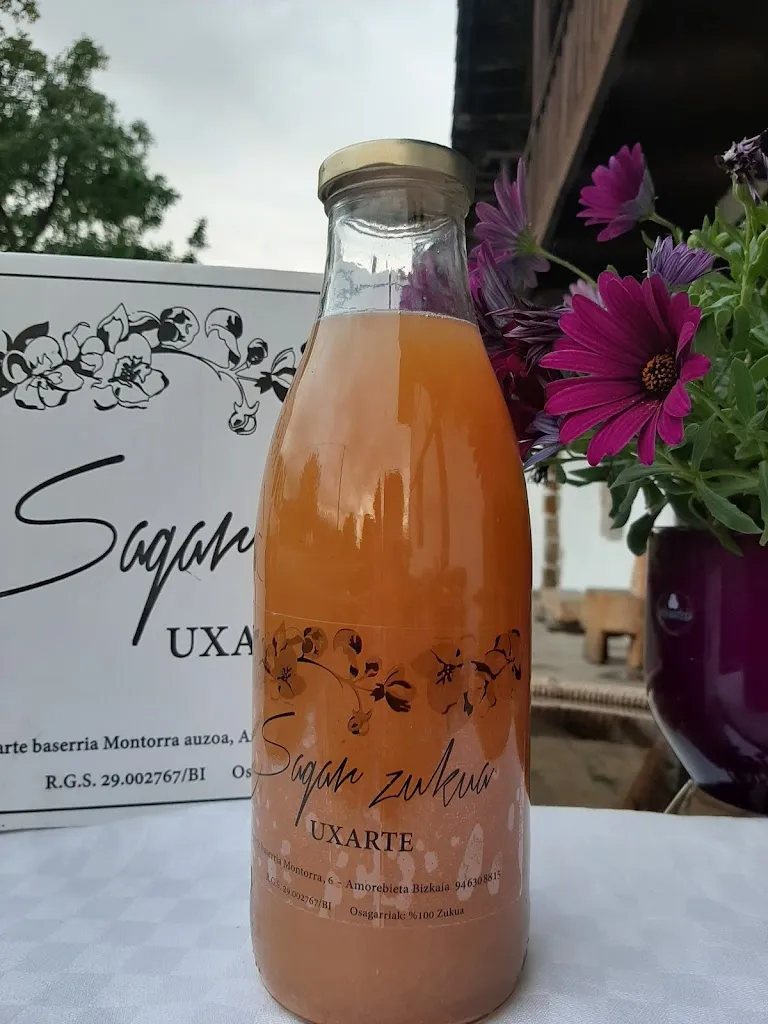 Sagar
UXA
arte baserria Montorra auzoa, A
R.G.S. 29.002767/BI Os
Sagar zukua
UXARTE
baserria Montorra, 6 - Amorebieta Bizkaia 946308815
R.G.S. 29.002767/BI Osagarriak: %100 Zukua